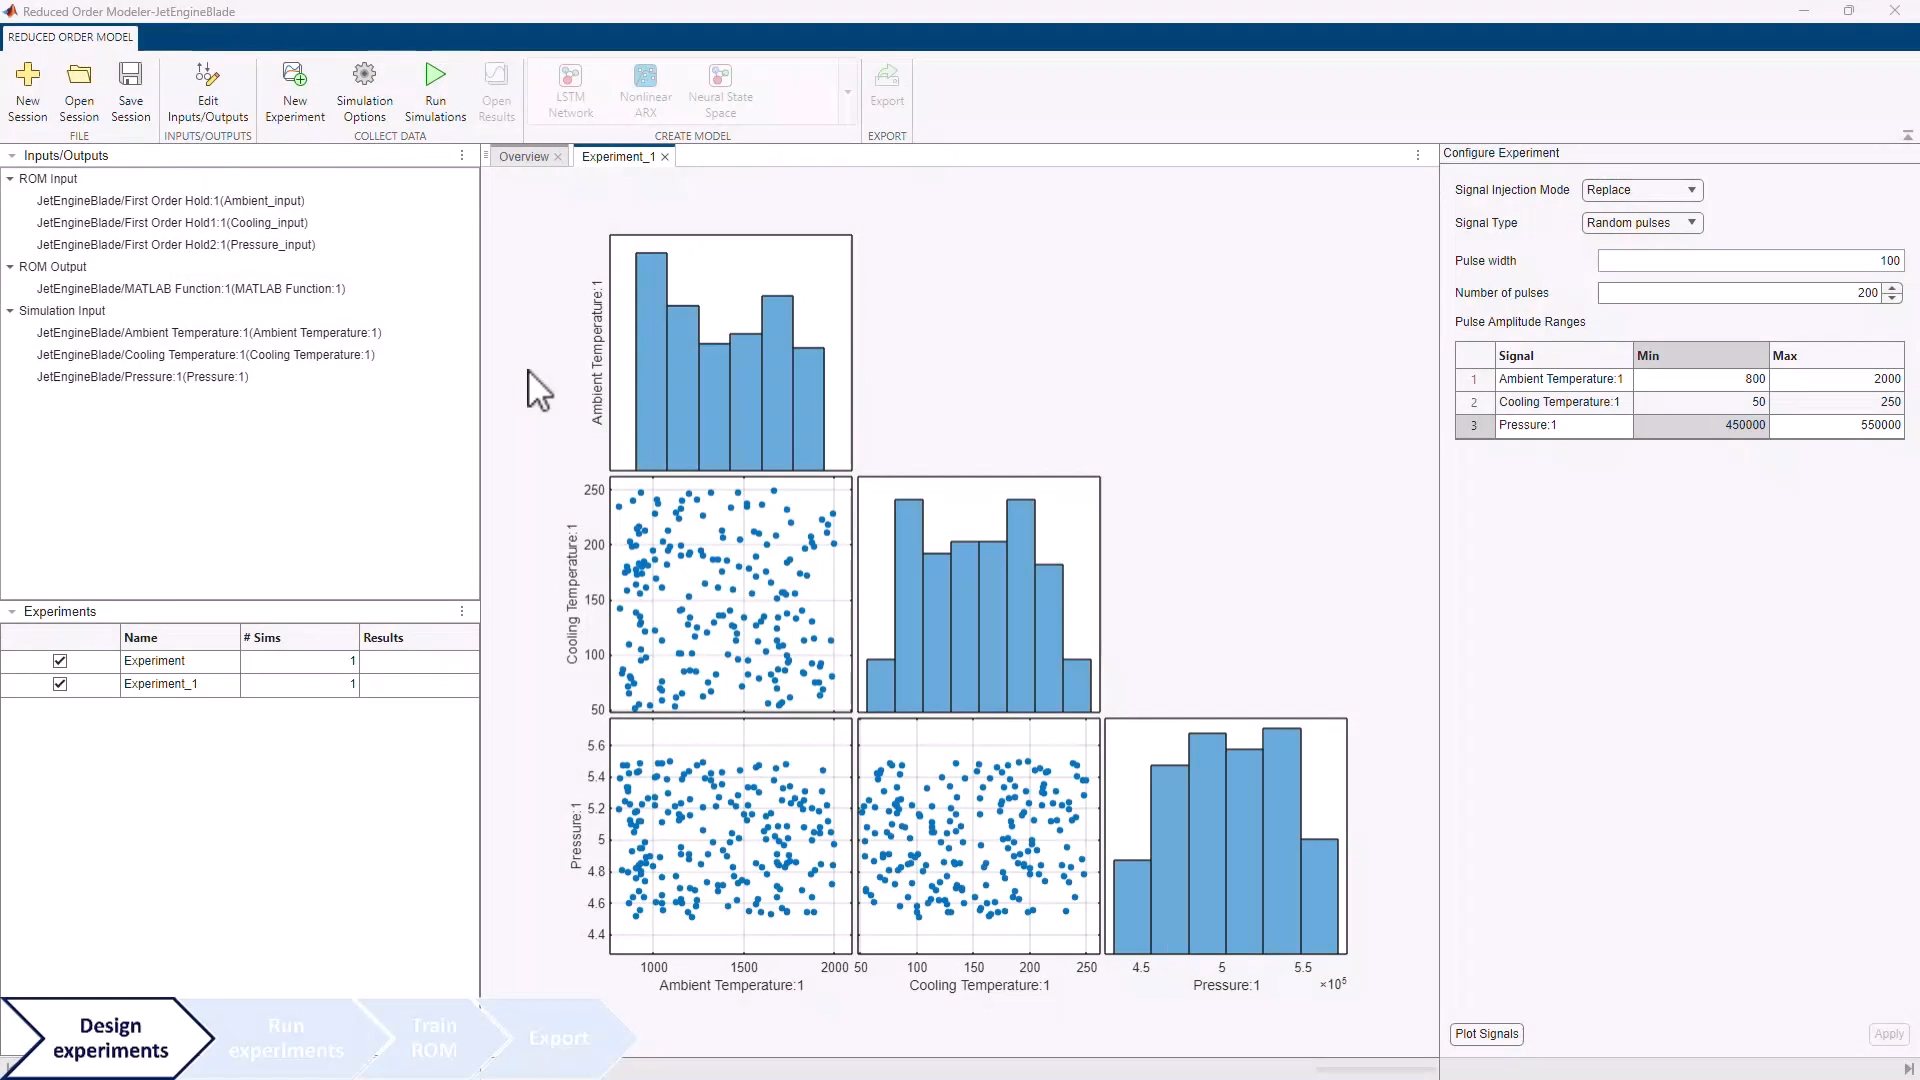 Reduced Order Modeler-JetEngineBlade
REDUCED ORDER MODEL
New Session
Open Session
Save Session
FILE
Edit Inputs/Outputs
INPUTS/OUTPUTS
New Experiment
Simulation Options
Run Simulations
Open Results
COLLECT DATA
LSTM Network
Nonlinear ARX
Neural State Space
CREATE MODEL
Export
EXPORT
Inputs/Outputs
ROM Input
JetEngineBlade/First Order Hold:1(Ambient_input)
JetEngineBlade/First Order Hold1:1(Cooling_input)
JetEngineBlade/First Order Hold2:1(Pressure_input)
ROM Output
JetEngineBlade/MATLAB Function:1(MATLAB Function:1)
Simulation Input
JetEngineBlade/Ambient Temperature:1(Ambient Temperature:1)
JetEngineBlade/Cooling Temperature:1(Cooling Temperature:1)
JetEngineBlade/Pressure:1(Pressure:1)
Experiments
Name # Sims Results
Experiment 1
Experiment_1 1
Overview
Experiment_1
Ambient Temperature:1
250
200
150
100
50
Cooling Temperature:1
5.6
5.4
5.2
5
4.8
4.6
4.4
Pressure:1
1000 1500 2000
Ambient Temperature:1
50 100 150 200 250
Cooling Temperature:1
4.5 5 5.5
Pressure:1
×10⁵
Configure Experiment
Signal Injection Mode Replace
Signal Type Random pulses
Pulse width 100
Number of pulses 200
Pulse Amplitude Ranges
Signal Min Max
1 Ambient Temperature:1 800 2000
2 Cooling Temperature:1 50 250
3 Pressure:1 450000 550000
Plot Signals
Apply
Design experiments
Run experiments
Train ROM
Export